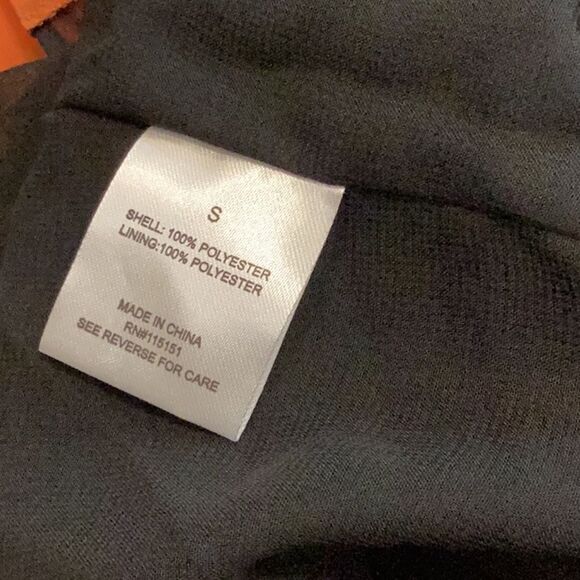 S
SHELL: 100% POLYESTER
LINING:100% POLYESTER
MADE IN CHINA
RN#115151
SEE REVERSE FOR CARE